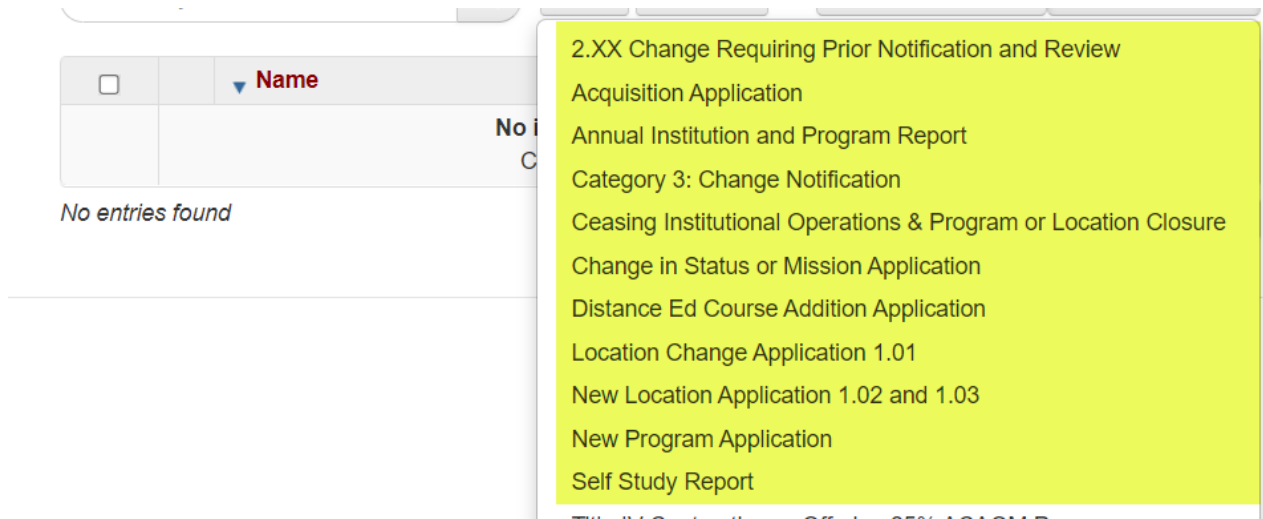 Name
No i
C
No entries found
2.XX Change Requiring Prior Notification and Review
Acquisition Application
Annual Institution and Program Report
Category 3: Change Notification
Ceasing Institutional Operations & Program or Location Closure
Change in Status or Mission Application
Distance Ed Course Addition Application
Location Change Application 1.01
New Location Application 1.02 and 1.03
New Program Application
Self Study Report